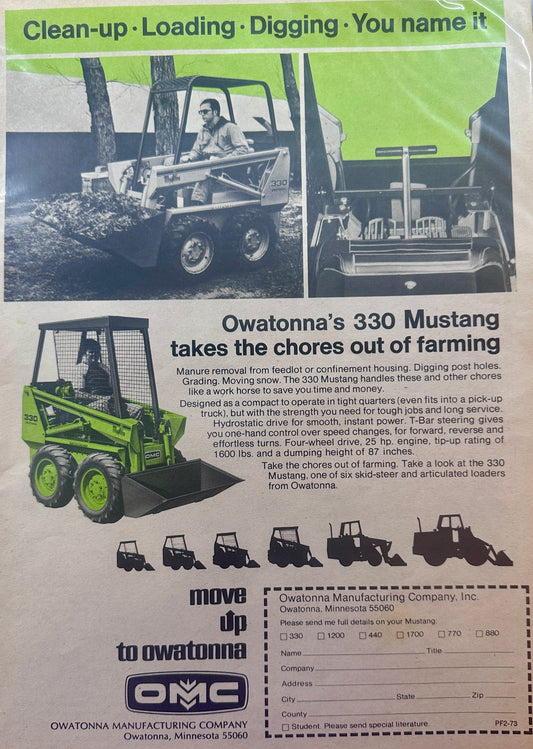 Clean-up · Loading · Digging · You name it
330
Owatonna's 330 Mustang
takes the chores out of farming
Manure removal from feedlot or confinement housing. Digging post holes.
Grading. Moving snow. The 330 Mustang handles these and other chores
like a work horse to save you time and money.
Designed as a compact to operate in tight quarters (even fits into a pick-up
truck), but with the strength you need for tough jobs and long service.
Hydrostatic drive for smooth, instant power. T-Bar steering gives
you one-hand control over speed changes, for forward, reverse and
effortless turns. Four-wheel drive, 25 hp. engine, tip-up rating of
1600 lbs. and a dumping height of 87 inches.
Take the chores out of farming. Take a look at the 330
Mustang, one of six skid-steer and articulated loaders
from Owatonna.
330
OMC
move
up
to owatonna
OMC
OWATONNA MANUFACTURING COMPANY
Owatonna, Minnesota 55060
Owatonna Manufacturing Company, Inc.
Owatonna, Minnesota 55060
Please send me full details on your Mustang:
330 1200 440 1700 770 880
Name Title
Company
Address
City State Zip
County
Student. Please send special literature. PF2-73